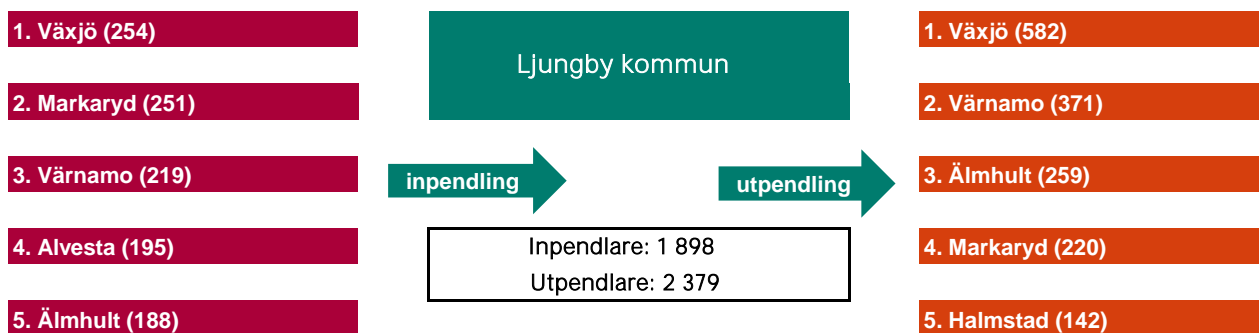 1. Växjö (254)
2. Markaryd (251)
3. Värnamo (219)
4. Alvesta (195)
5. Älmhult (188)
Ljungby kommun
inpendling
utpendling
Inpendlare: 1 898
Utpendlare: 2 379
1. Växjö (582)
2. Värnamo (371)
3. Älmhult (259)
4. Markaryd (220)
5. Halmstad (142)